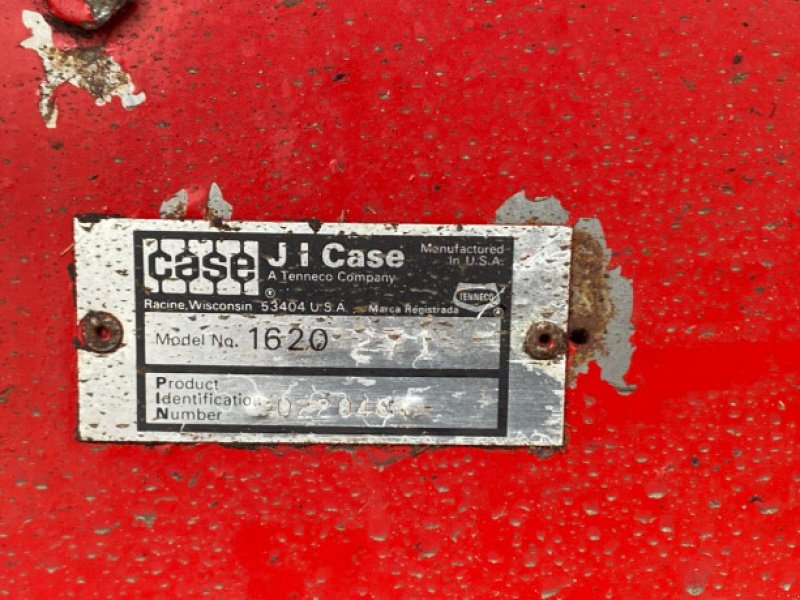 case
J I Case
A Tenneco Company
Manufactured
In U.S.A.
TENNECO
®
®
Racine, Wisconsin 53404 U.S.A. Marca Registrada
Model No. 1620
Product
Identification
Number